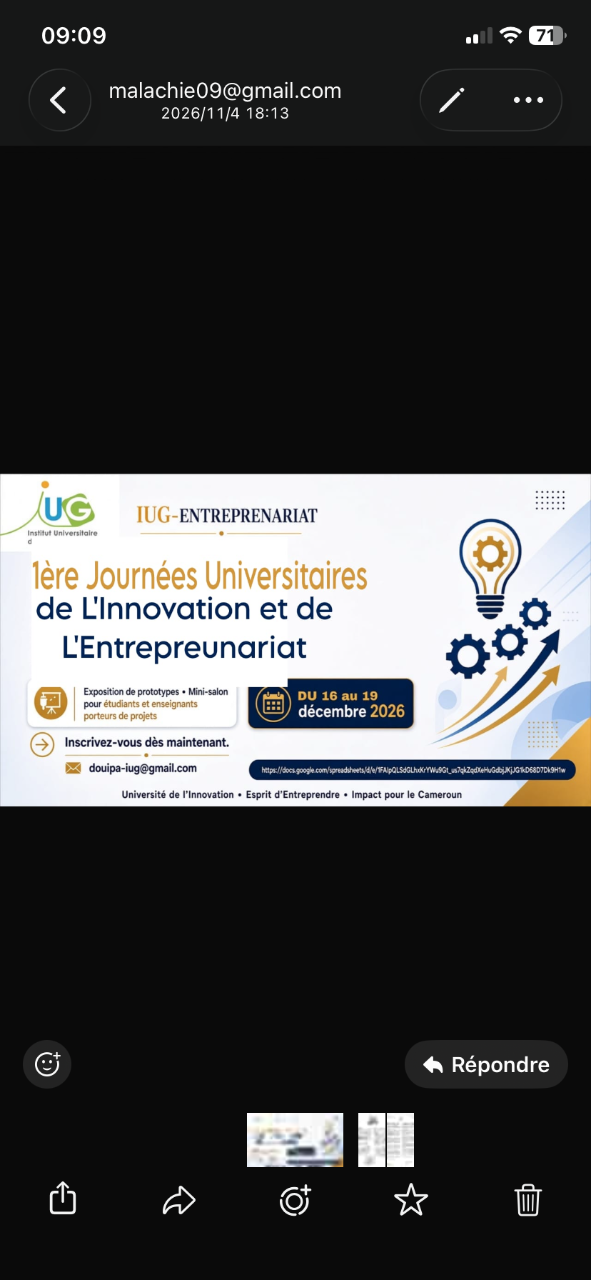 09:09
71
malachie09@gmail.com
2026/11/4 18:13
iUG
Institut Universitaire
d
IUG-ENTREPRENARIAT
1ère Journées Universitaires
de L'Innovation et de
L'Entrepreunariat
Exposition de prototypes • Mini-salon
pour étudiants et enseignants
porteurs de projets
DU 16 au 19
décembre 2026
Inscrivez-vous dès maintenant.
douipa-iug@gmail.com
Université de l'Innovation • Esprit d'Entreprendre • Impact pour le Cameroun
Répondre